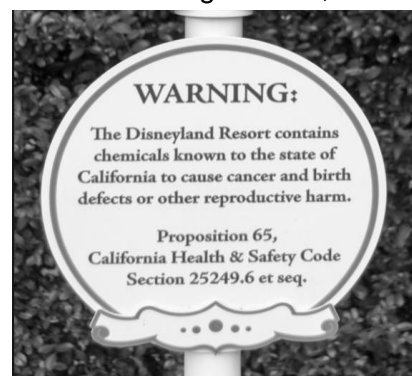 WARNING:
The Disneyland Resort contains
chemicals known to the state of
California to cause cancer and birth
defects or other reproductive harm.
Proposition 65,
California Health & Safety Code
Section 25249.6 et seq.